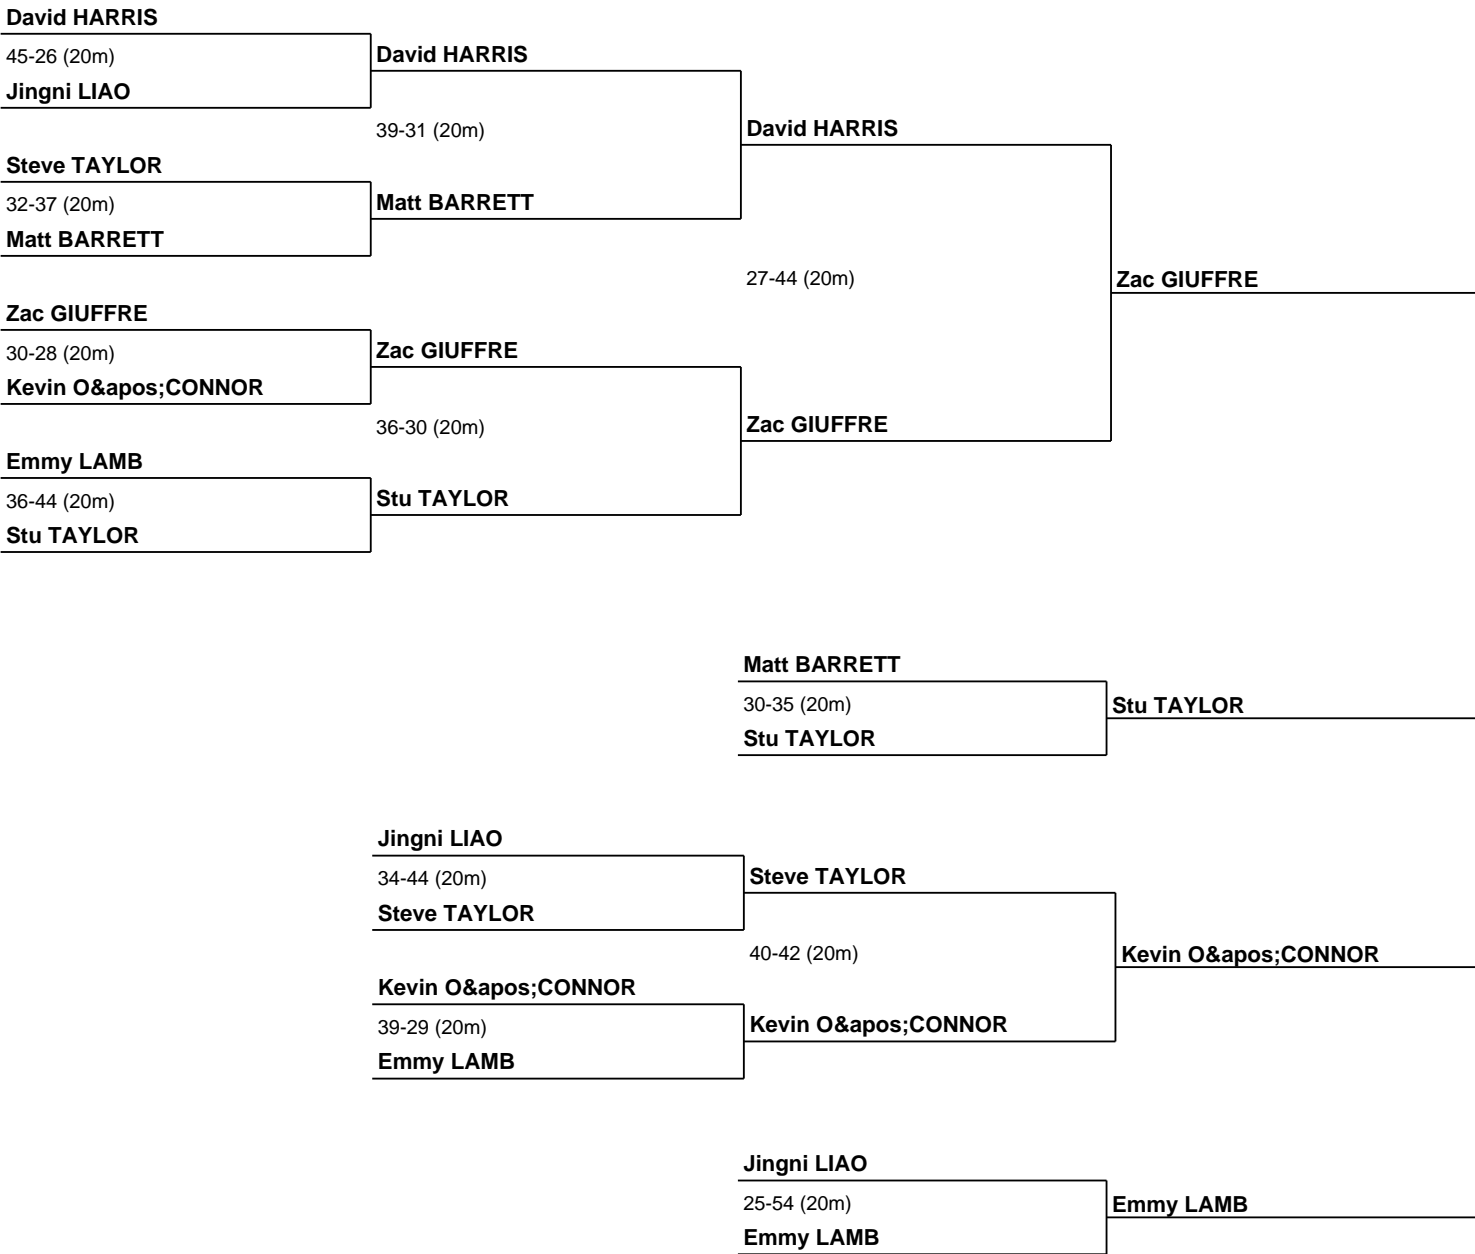 David HARRIS
45-26 (20m)
Jingni LIAO
David HARRIS
39-31 (20m)
Steve TAYLOR
32-37 (20m)
Matt BARRETT
Matt BARRETT
David HARRIS
27-44 (20m)
Zac GIUFFRE
Zac GIUFFRE
30-28 (20m)
Kevin O&apos;CONNOR
Zac GIUFFRE
36-30 (20m)
Emmy LAMB
36-44 (20m)
Stu TAYLOR
Stu TAYLOR
Zac GIUFFRE
Matt BARRETT
30-35 (20m)
Stu TAYLOR
Stu TAYLOR
Jingni LIAO
34-44 (20m)
Steve TAYLOR
Steve TAYLOR
40-42 (20m)
Kevin O&apos;CONNOR
Kevin O&apos;CONNOR
39-29 (20m)
Emmy LAMB
Kevin O&apos;CONNOR
Jingni LIAO
25-54 (20m)
Emmy LAMB
Emmy LAMB